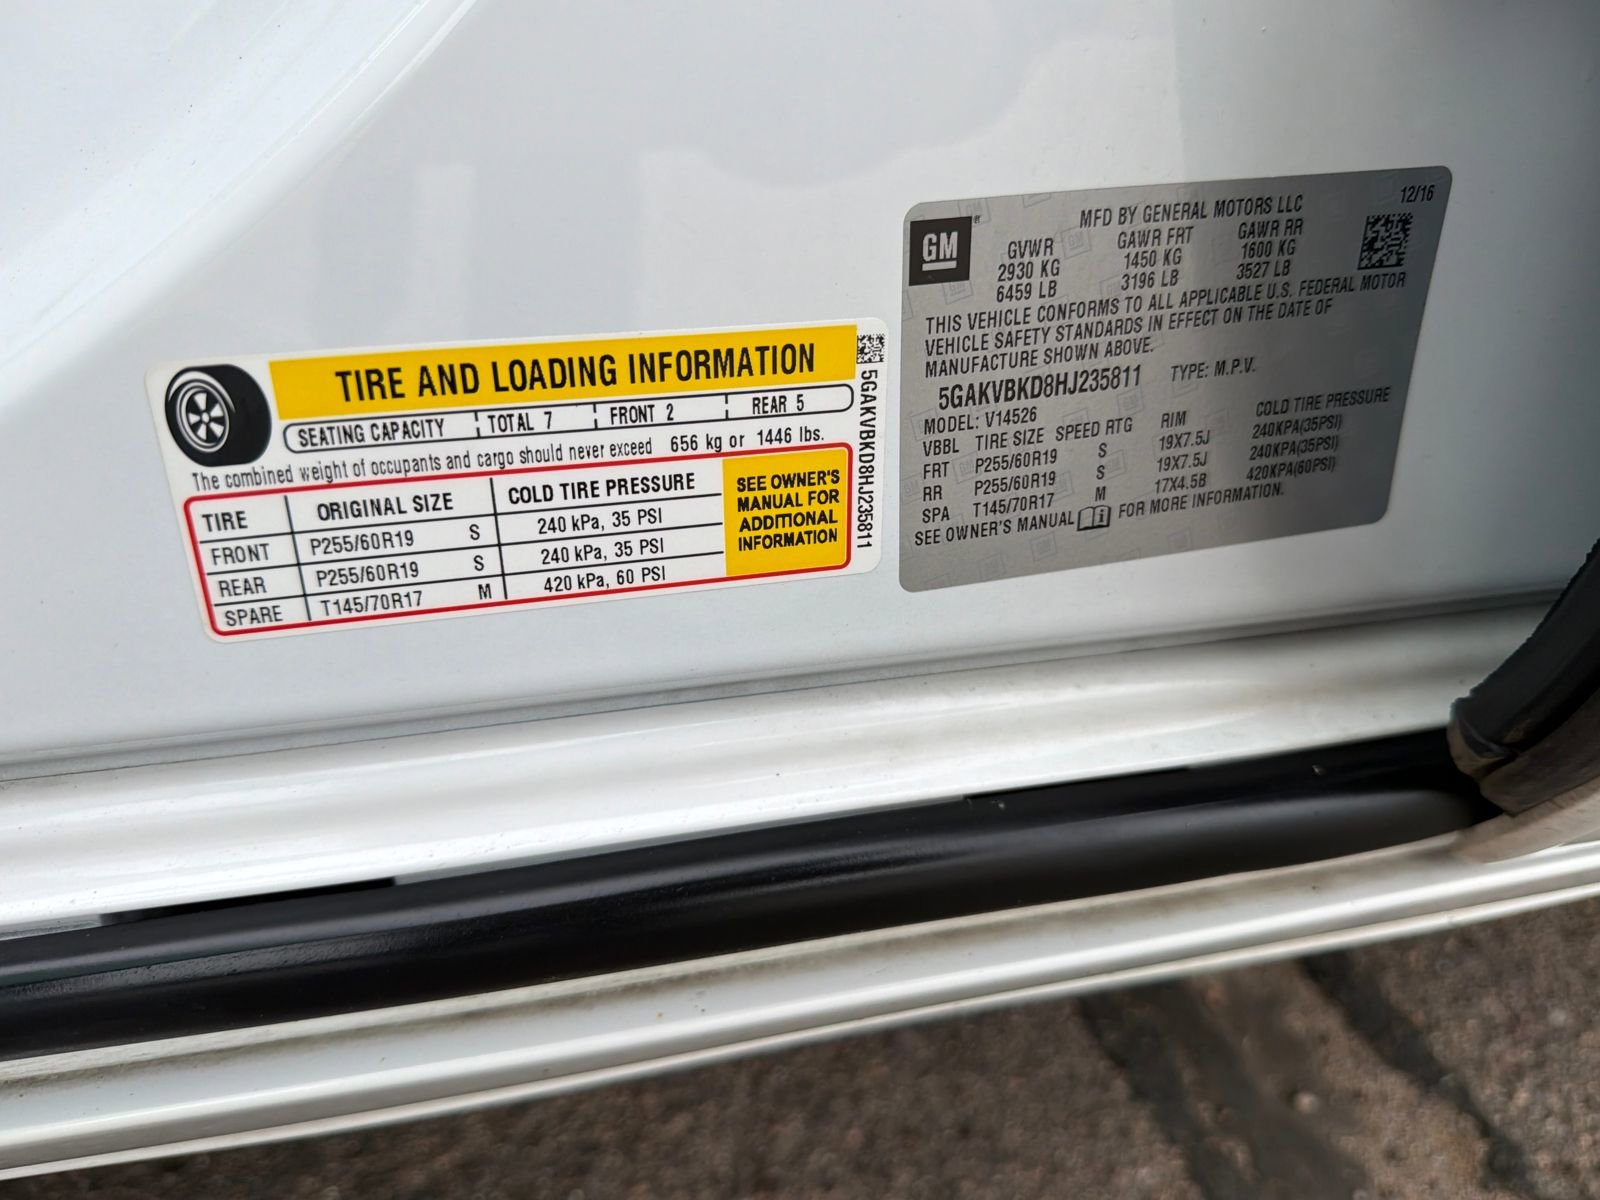 TIRE AND LOADING INFORMATION
SEATING CAPACITY TOTAL 7 FRONT 2 REAR 5
The combined weight of occupants and cargo should never exceed 656 kg or 1446 lbs.
TIRE ORIGINAL SIZE COLD TIRE PRESSURE
FRONT P255/60R19 S 240 kPa, 35 PSI
REAR P255/60R19 S 240 kPa, 35 PSI
SPARE T145/70R17 M 420 kPa, 60 PSI
SEE OWNER'S
MANUAL FOR
ADDITIONAL
INFORMATION
5GAKVBKD8HJ235811
GM
MFD BY GENERAL MOTORS LLC 12/16
GVWR GAWR FRT GAWR RR
2930 KG 1450 KG 1600 KG
6459 LB 3196 LB 3527 LB
THIS VEHICLE CONFORMS TO ALL APPLICABLE U.S. FEDERAL MOTOR
VEHICLE SAFETY STANDARDS IN EFFECT ON THE DATE OF
MANUFACTURE SHOWN ABOVE.
5GAKVBKD8HJ235811 TYPE: M.P.V.
MODEL: V14526
VBBL TIRE SIZE SPEED RTG RIM COLD TIRE PRESSURE
FRT P255/60R19 S 19X7.5J 240KPA(35PSI)
RR P255/60R19 S 19X7.5J 240KPA(35PSI)
SPA T145/70R17 M 17X4.5B 420KPA(60PSI)
SEE OWNER'S MANUAL FOR MORE INFORMATION.